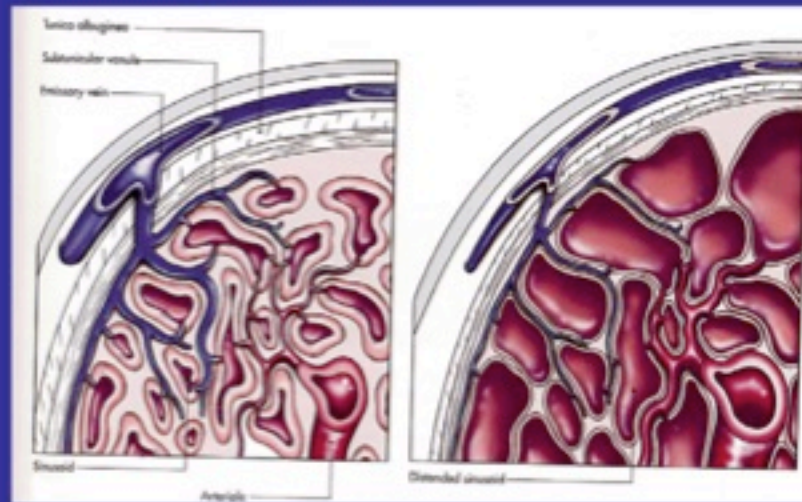 Tunica albuginea
Subtunicular venule
Emissary vein
Sinusoid
Arteriole
Distended sinusoid